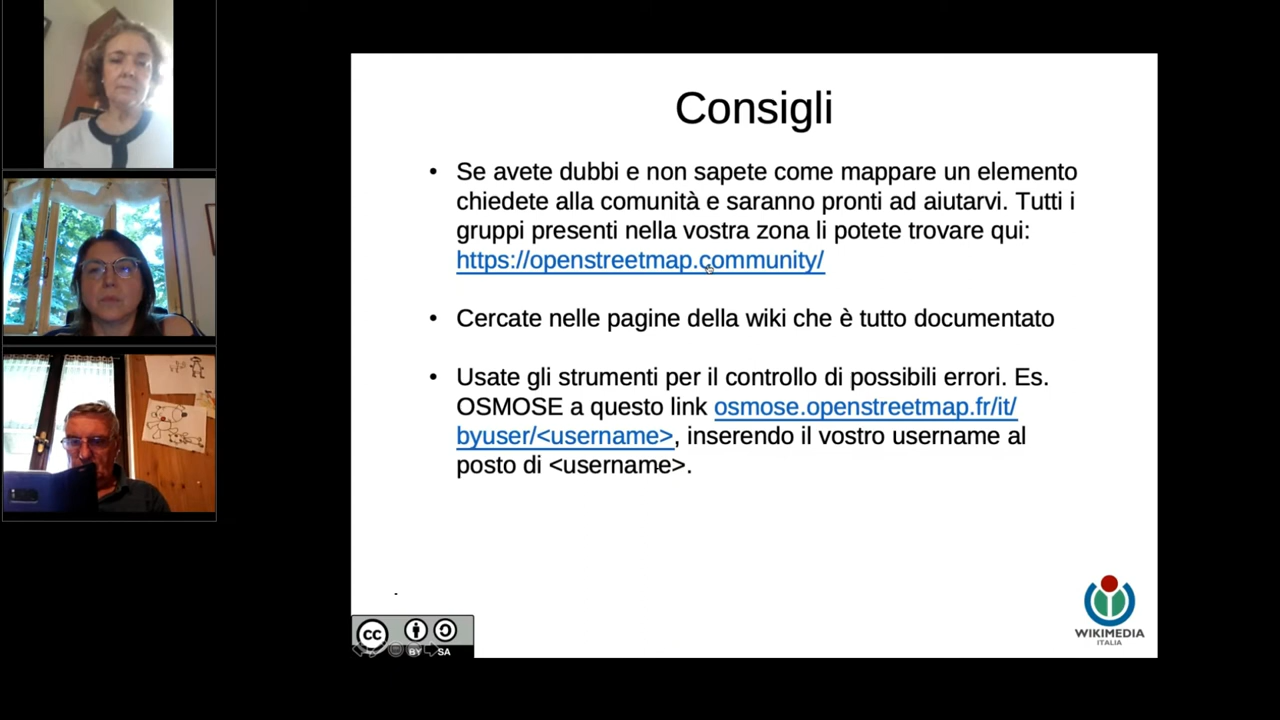 Consigli
• Se avete dubbi e non sapete come mappare un elemento
chiedete alla comunità e saranno pronti ad aiutarvi. Tutti i
gruppi presenti nella vostra zona li potete trovare qui:
https://openstreetmap.community/
• Cercate nelle pagine della wiki che è tutto documentato
• Usate gli strumenti per il controllo di possibili errori. Es.
OSMOSE a questo link osmose.openstreetmap.fr/it/
byuser/<username>, inserendo il vostro username al
posto di <username>.
cc
BY SA
WIKIMEDIA
ITALIA